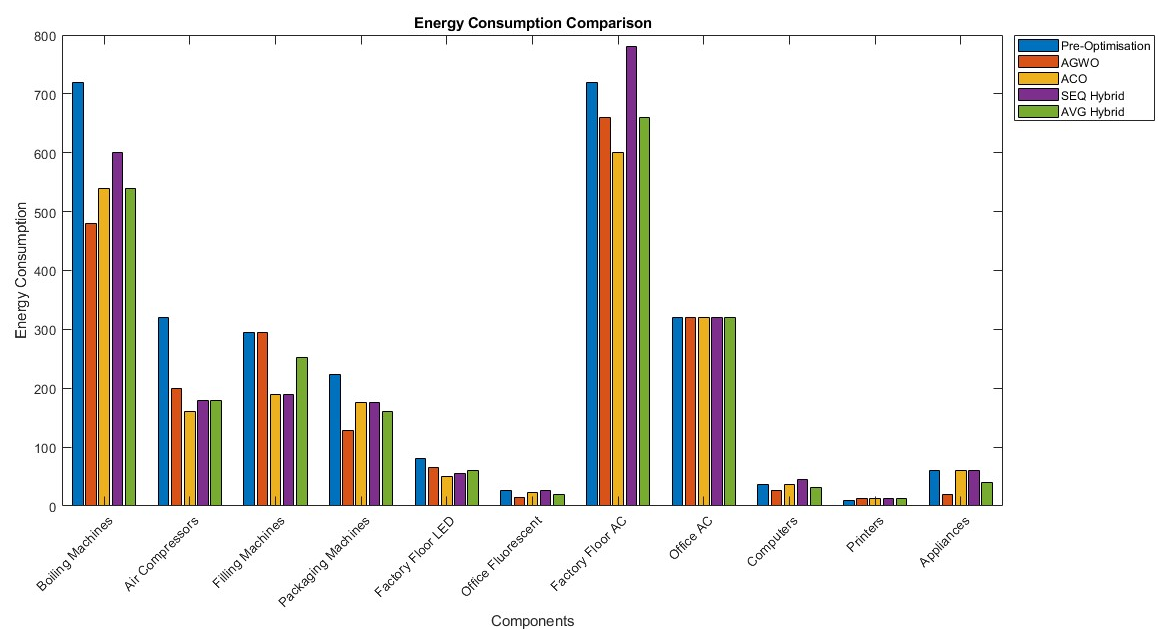 Energy Consumption Comparison
800
700
600
500
400
300
200
100
0
Energy Consumption
Boiling Machines
Air Compressors
Filling Machines
Packaging Machines
Factory Floor LED
Office Fluorescent
Factory Floor AC
Office AC
Computers
Printers
Appliances
Components
Pre-Optimisation
AGWO
ACO
SEQ Hybrid
AVG Hybrid